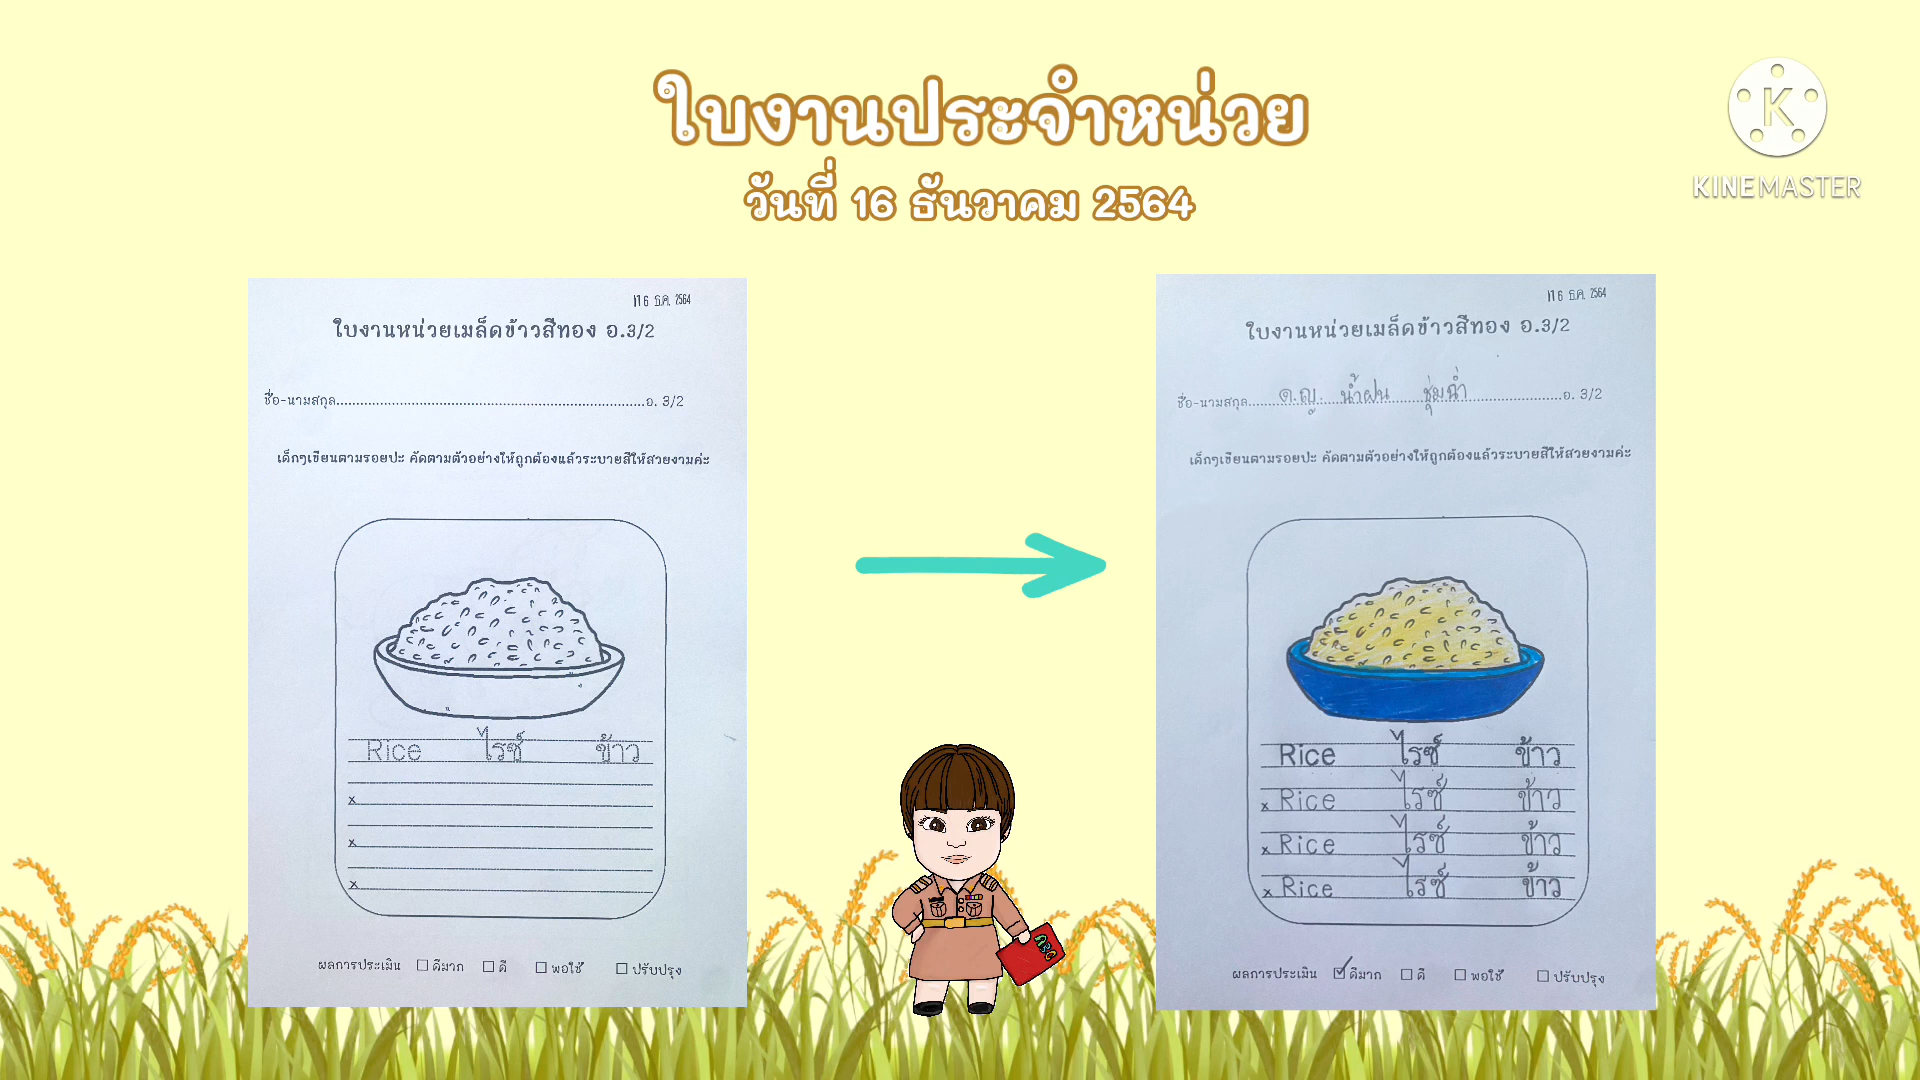 ใบงานประจำหน่วย
วันที่ 16 ธันวาคม 2564
KINEMASTER
16 ธ.ค. 2564
ใบงานหน่วยเมล็ดข้าวสีทอง อ.3/2
ชื่อ-นามสกุล.....................................................................อ. 3/2
เด็กๆเขียนตามรอยปะ คัดตามตัวอย่างให้ถูกต้องแล้วระบายสีให้สวยงามค่ะ
Rice ไรซ์ ข้าว
x
x
x
ผลการประเมิน ☐ ดีมาก ☐ ดี ☐ พอใช้ ☐ ปรับปรุง
16 ธ.ค. 2564
ใบงานหน่วยเมล็ดข้าวสีทอง อ.3/2
ชื่อ-นามสกุล ด.ญ. น้ำฝน ชุ่มฉ่ำ อ. 3/2
เด็กๆเขียนตามรอยปะ คัดตามตัวอย่างให้ถูกต้องแล้วระบายสีให้สวยงามค่ะ
Rice ไรซ์ ข้าว
x Rice ไรซ์ ข้าว
x Rice ไรซ์ ข้าว
x Rice ไรซ์ ข้าว
ผลการประเมิน ☑ ดีมาก ☐ ดี ☐ พอใช้ ☐ ปรับปรุง
ABC